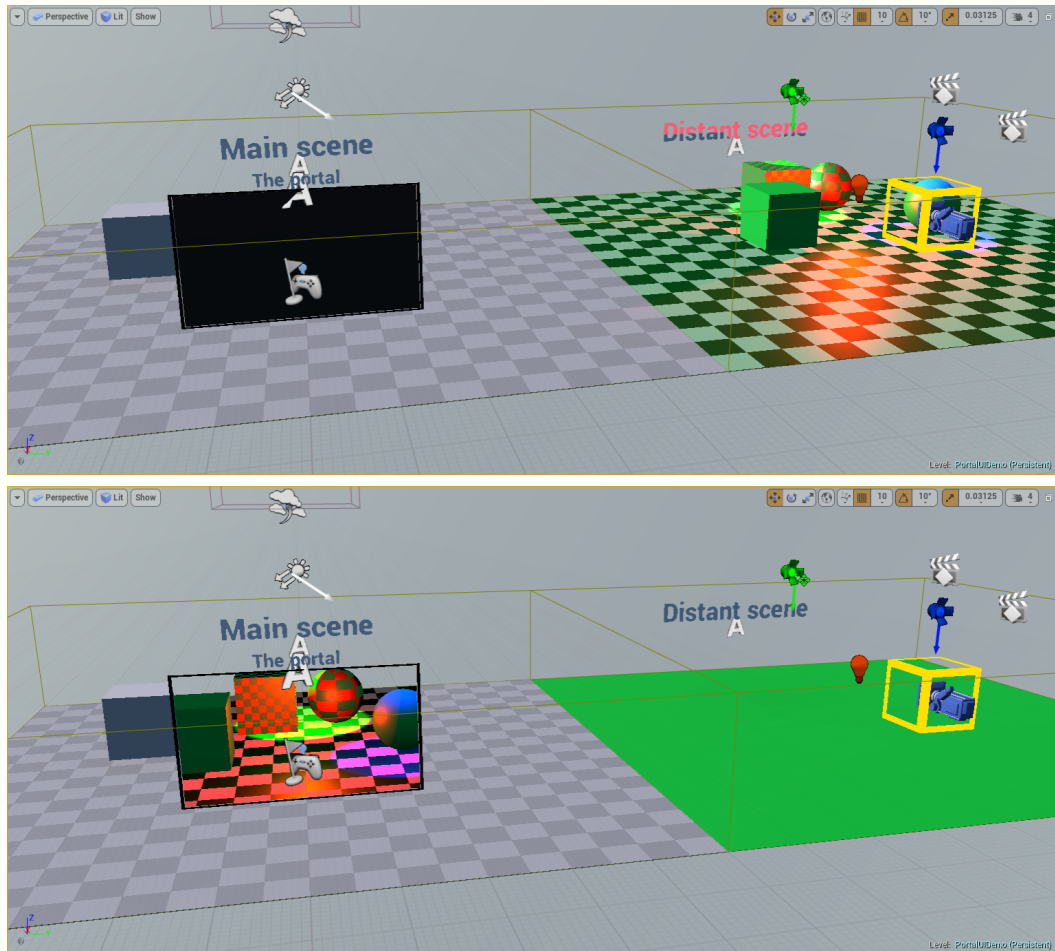 Perspective Lit Show 10 10° 0.03125 4
Main scene
The portal
Distant scene
A
A
A
Z
Y
Level: PortalUIDemo (Persistent)
Perspective Lit Show 10 10° 0.03125 4
Main scene
The portal
Distant scene
A
A
A
Z
Y
Level: PortalUIDemo (Persistent)